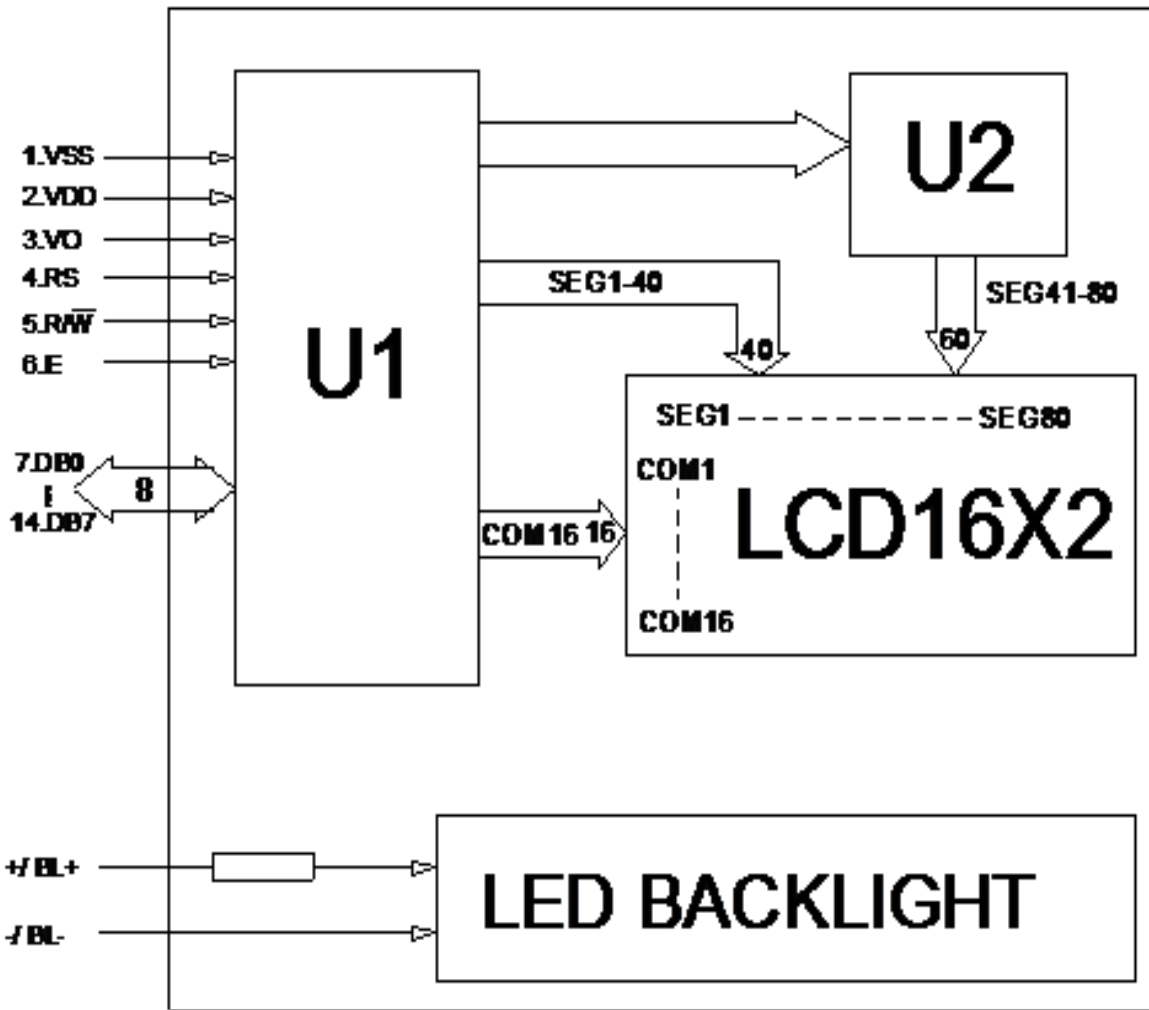 U2
1.VSS
2.VDD
3.VO
4.RS
5.R/W̅
6.E
U1
SEG1-40
SEG41-80
40
60
SEG1
SEG80
7.DB0
8
14.DB7
COM1
LCD16X2
COM16 16
COM16
+/ BL+
LED BACKLIGHT
-/ BL-